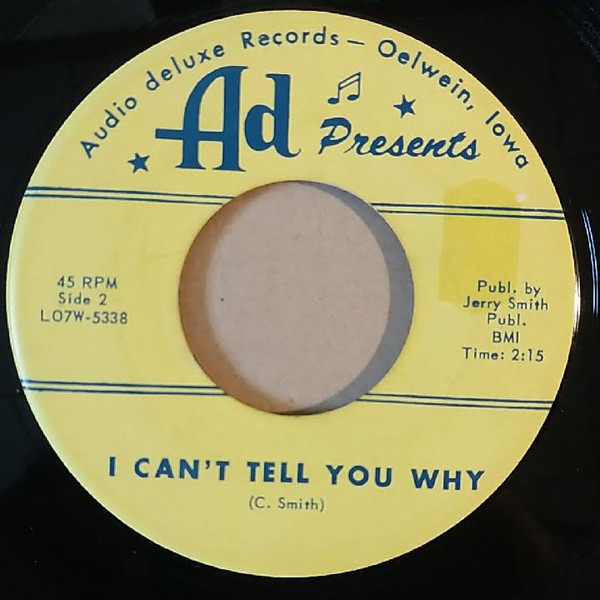 Audio deluxe Records — Oelwein, Iowa
Ad Presents
45 RPM
Side 2
LO7W-5338
Publ. by
Jerry Smith
Publ.
BMI
Time: 2:15
I CAN'T TELL YOU WHY
(C. Smith)